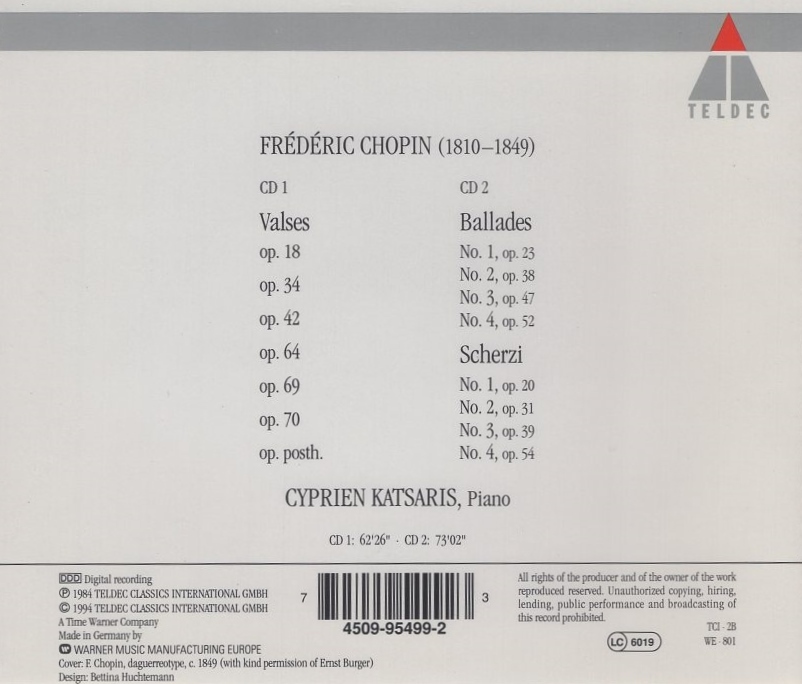 TELDEC
FRÉDÉRIC CHOPIN (1810–1849)
CD 1
Valses
op. 18
op. 34
op. 42
op. 64
op. 69
op. 70
op. posth.
CD 2
Ballades
No. 1, op. 23
No. 2, op. 38
No. 3, op. 47
No. 4, op. 52
Scherzi
No. 1, op. 20
No. 2, op. 31
No. 3, op. 39
No. 4, op. 54
CYPRIEN KATSARIS, Piano
CD 1: 62'26" · CD 2: 73'02"
DDD Digital recording
℗ 1984 TELDEC CLASSICS INTERNATIONAL GMBH
© 1994 TELDEC CLASSICS INTERNATIONAL GMBH
A Time Warner Company
Made in Germany by
WARNER MUSIC MANUFACTURING EUROPE
Cover: F. Chopin, daguerreotype, c. 1849 (with kind permission of Ernst Burger)
Design: Bettina Huchtemann
7 3
4509-95499-2
All rights of the producer and of the owner of the work
reproduced reserved. Unauthorized copying, hiring,
lending, public performance and broadcasting of
this record prohibited.
TCI · 2B
LC 6019
WE · 801